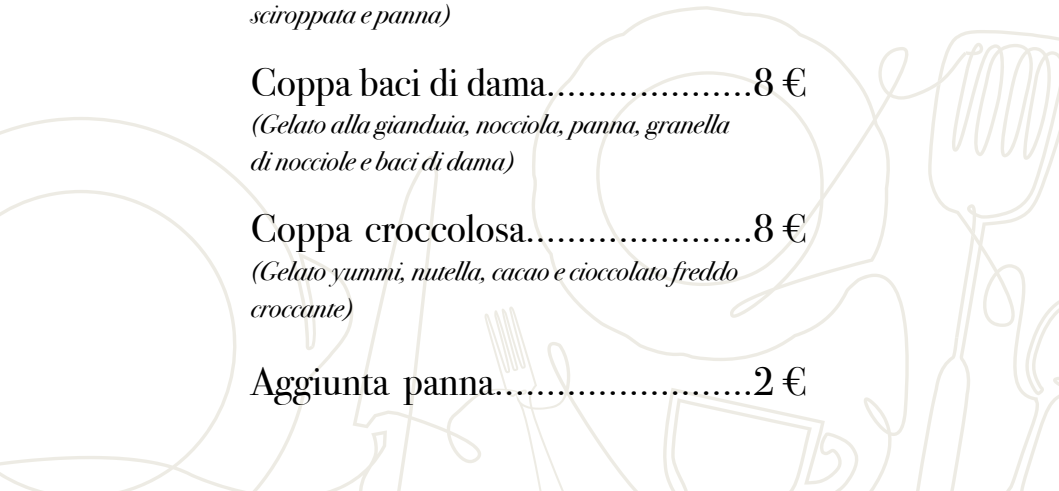 sciroppata e panna)
Coppa baci di dama....................8 €
(Gelato alla gianduia, nocciola, panna, granella
di nocciole e baci di dama)
Coppa croccolosa......................8 €
(Gelato yummi, nutella, cacao e cioccolato freddo
croccante)
Aggiunta panna.........................2 €